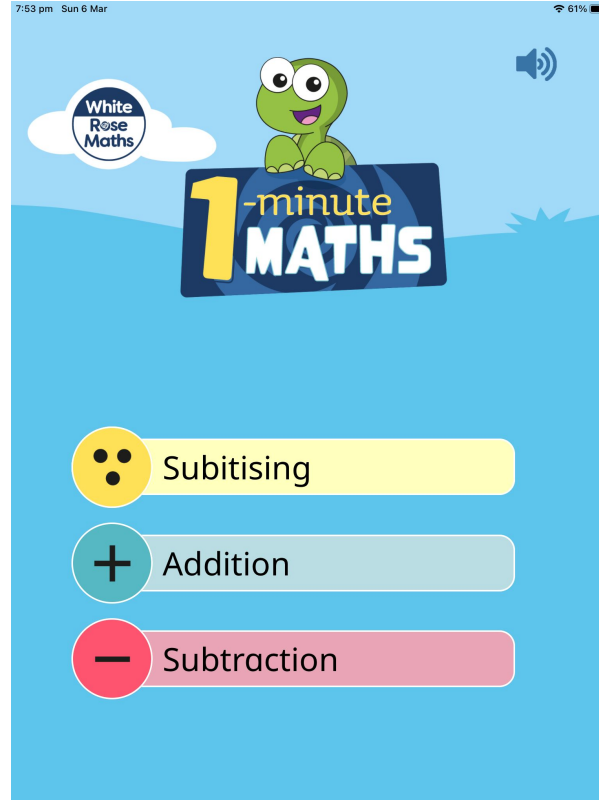 7:53 pm Sun 6 Mar 61%
White
Rose
Maths
1-minute
MATHS
Subitising
Addition
Subtraction